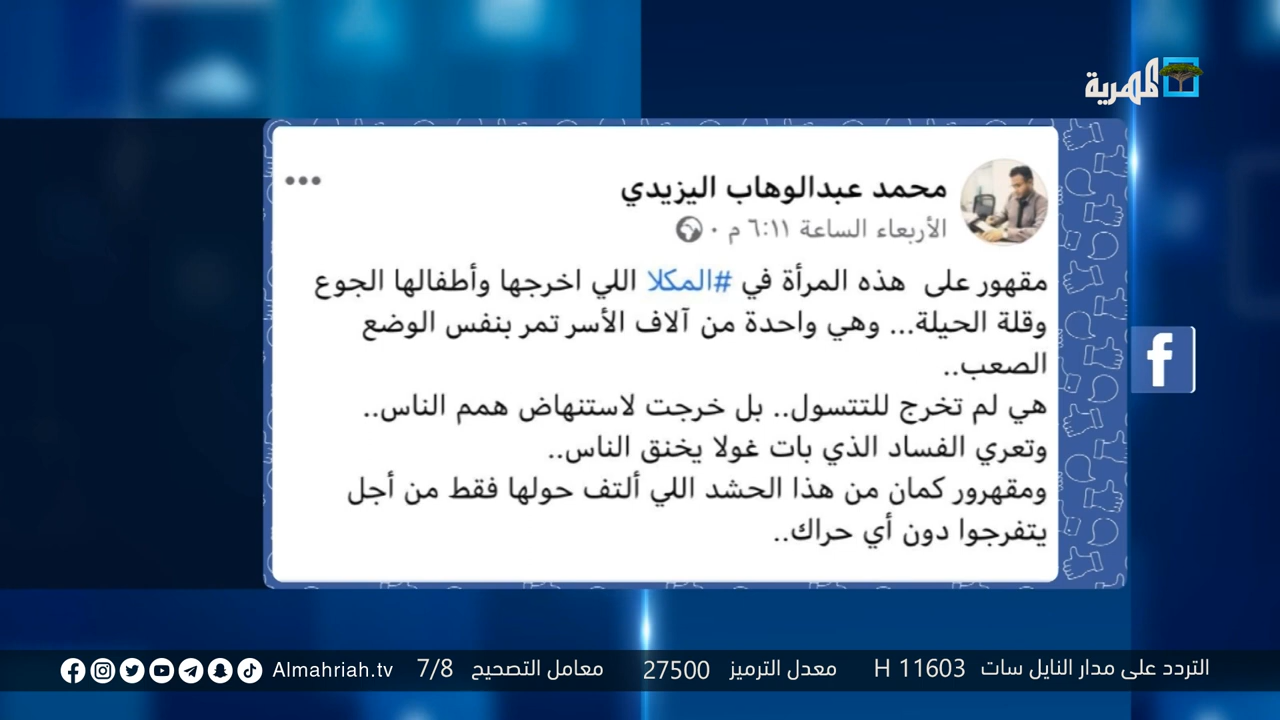 المهرية
محمد عبدالوهاب اليزيدي
الأربعاء الساعة ٦:١١ م ·
مقهور على هذه المرأة في #المكلا اللي اخرجها وأطفالها الجوع
وقلة الحيلة... وهي واحدة من آلاف الأسر تمر بنفس الوضع
الصعب..
هي لم تخرج للتتسول.. بل خرجت لاستنهاض همم الناس..
وتعري الفساد الذي بات غولا يخنق الناس..
ومقهرور كمان من هذا الحشد اللي ألتف حولها فقط من أجل
يتفرجوا دون أي حراك..
f
التردد على مدار النايل سات 11603 H معدل الترميز 27500 معامل التصحيح 7/8 Almahriah.tv